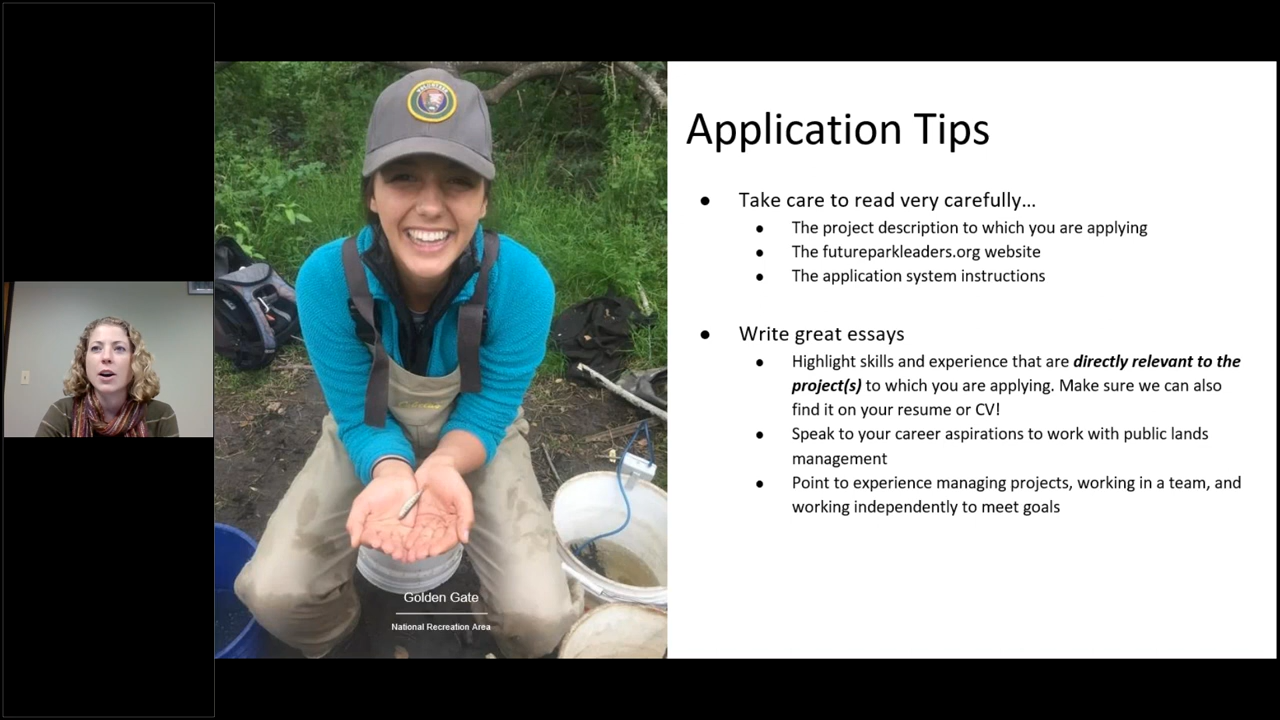 VOLUNTEER
Golden Gate
National Recreation Area
Application Tips
● Take care to read very carefully…
● The project description to which you are applying
● The futureparkleaders.org website
● The application system instructions
● Write great essays
● Highlight skills and experience that are directly relevant to the
project(s) to which you are applying. Make sure we can also
find it on your resume or CV!
● Speak to your career aspirations to work with public lands
management
● Point to experience managing projects, working in a team, and
working independently to meet goals